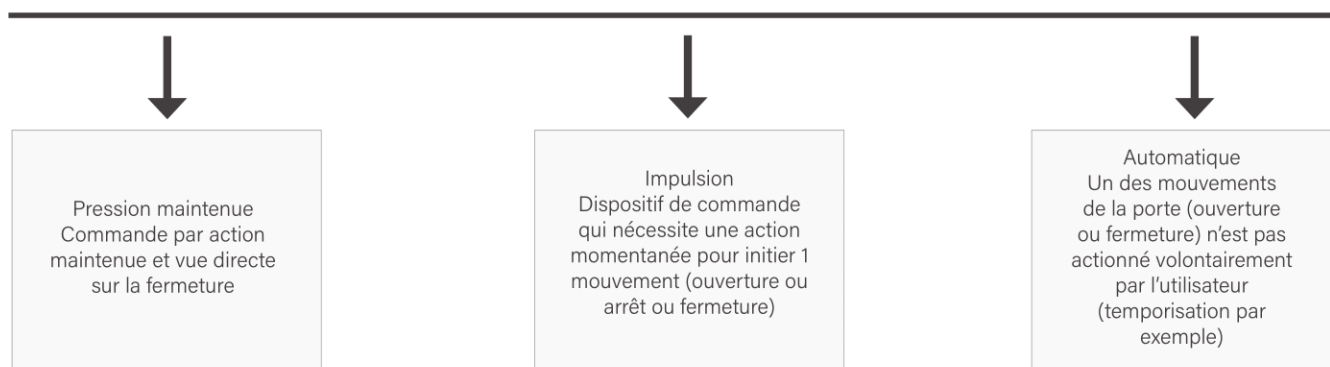 Pression maintenue
Commande par action
maintenue et vue directe
sur la fermeture
Impulsion
Dispositif de commande
qui nécessite une action
momentanée pour initier 1
mouvement (ouverture ou
arrêt ou fermeture)
Automatique
Un des mouvements
de la porte (ouverture
ou fermeture) n’est pas
actionné volontairement
par l’utilisateur
(temporisation par
exemple)